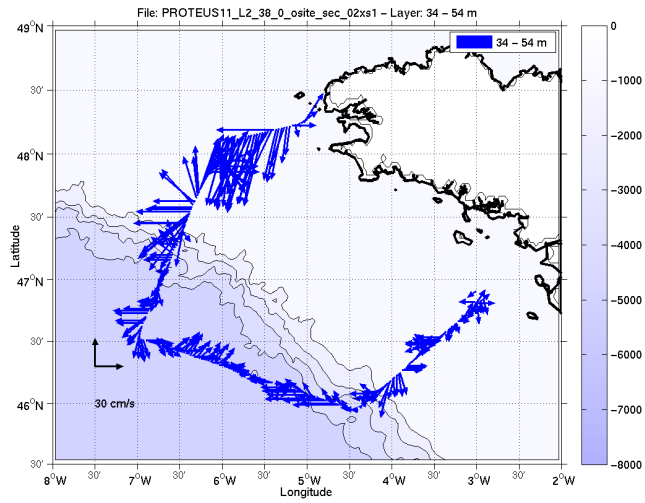 File: PROTEUS11_L2_38_0_osite_sec_02xs1 – Layer: 34 – 54 m
49°N
34 – 54 m
30'
48°N
30'
Latitude
47°N
30'
30 cm/s
46°N
30'
8°W 30' 7°W 30' 6°W 30' 5°W 30' 4°W 30' 3°W 30' 2°W
Longitude
0
−1000
−2000
−3000
−4000
−5000
−6000
−7000
−8000